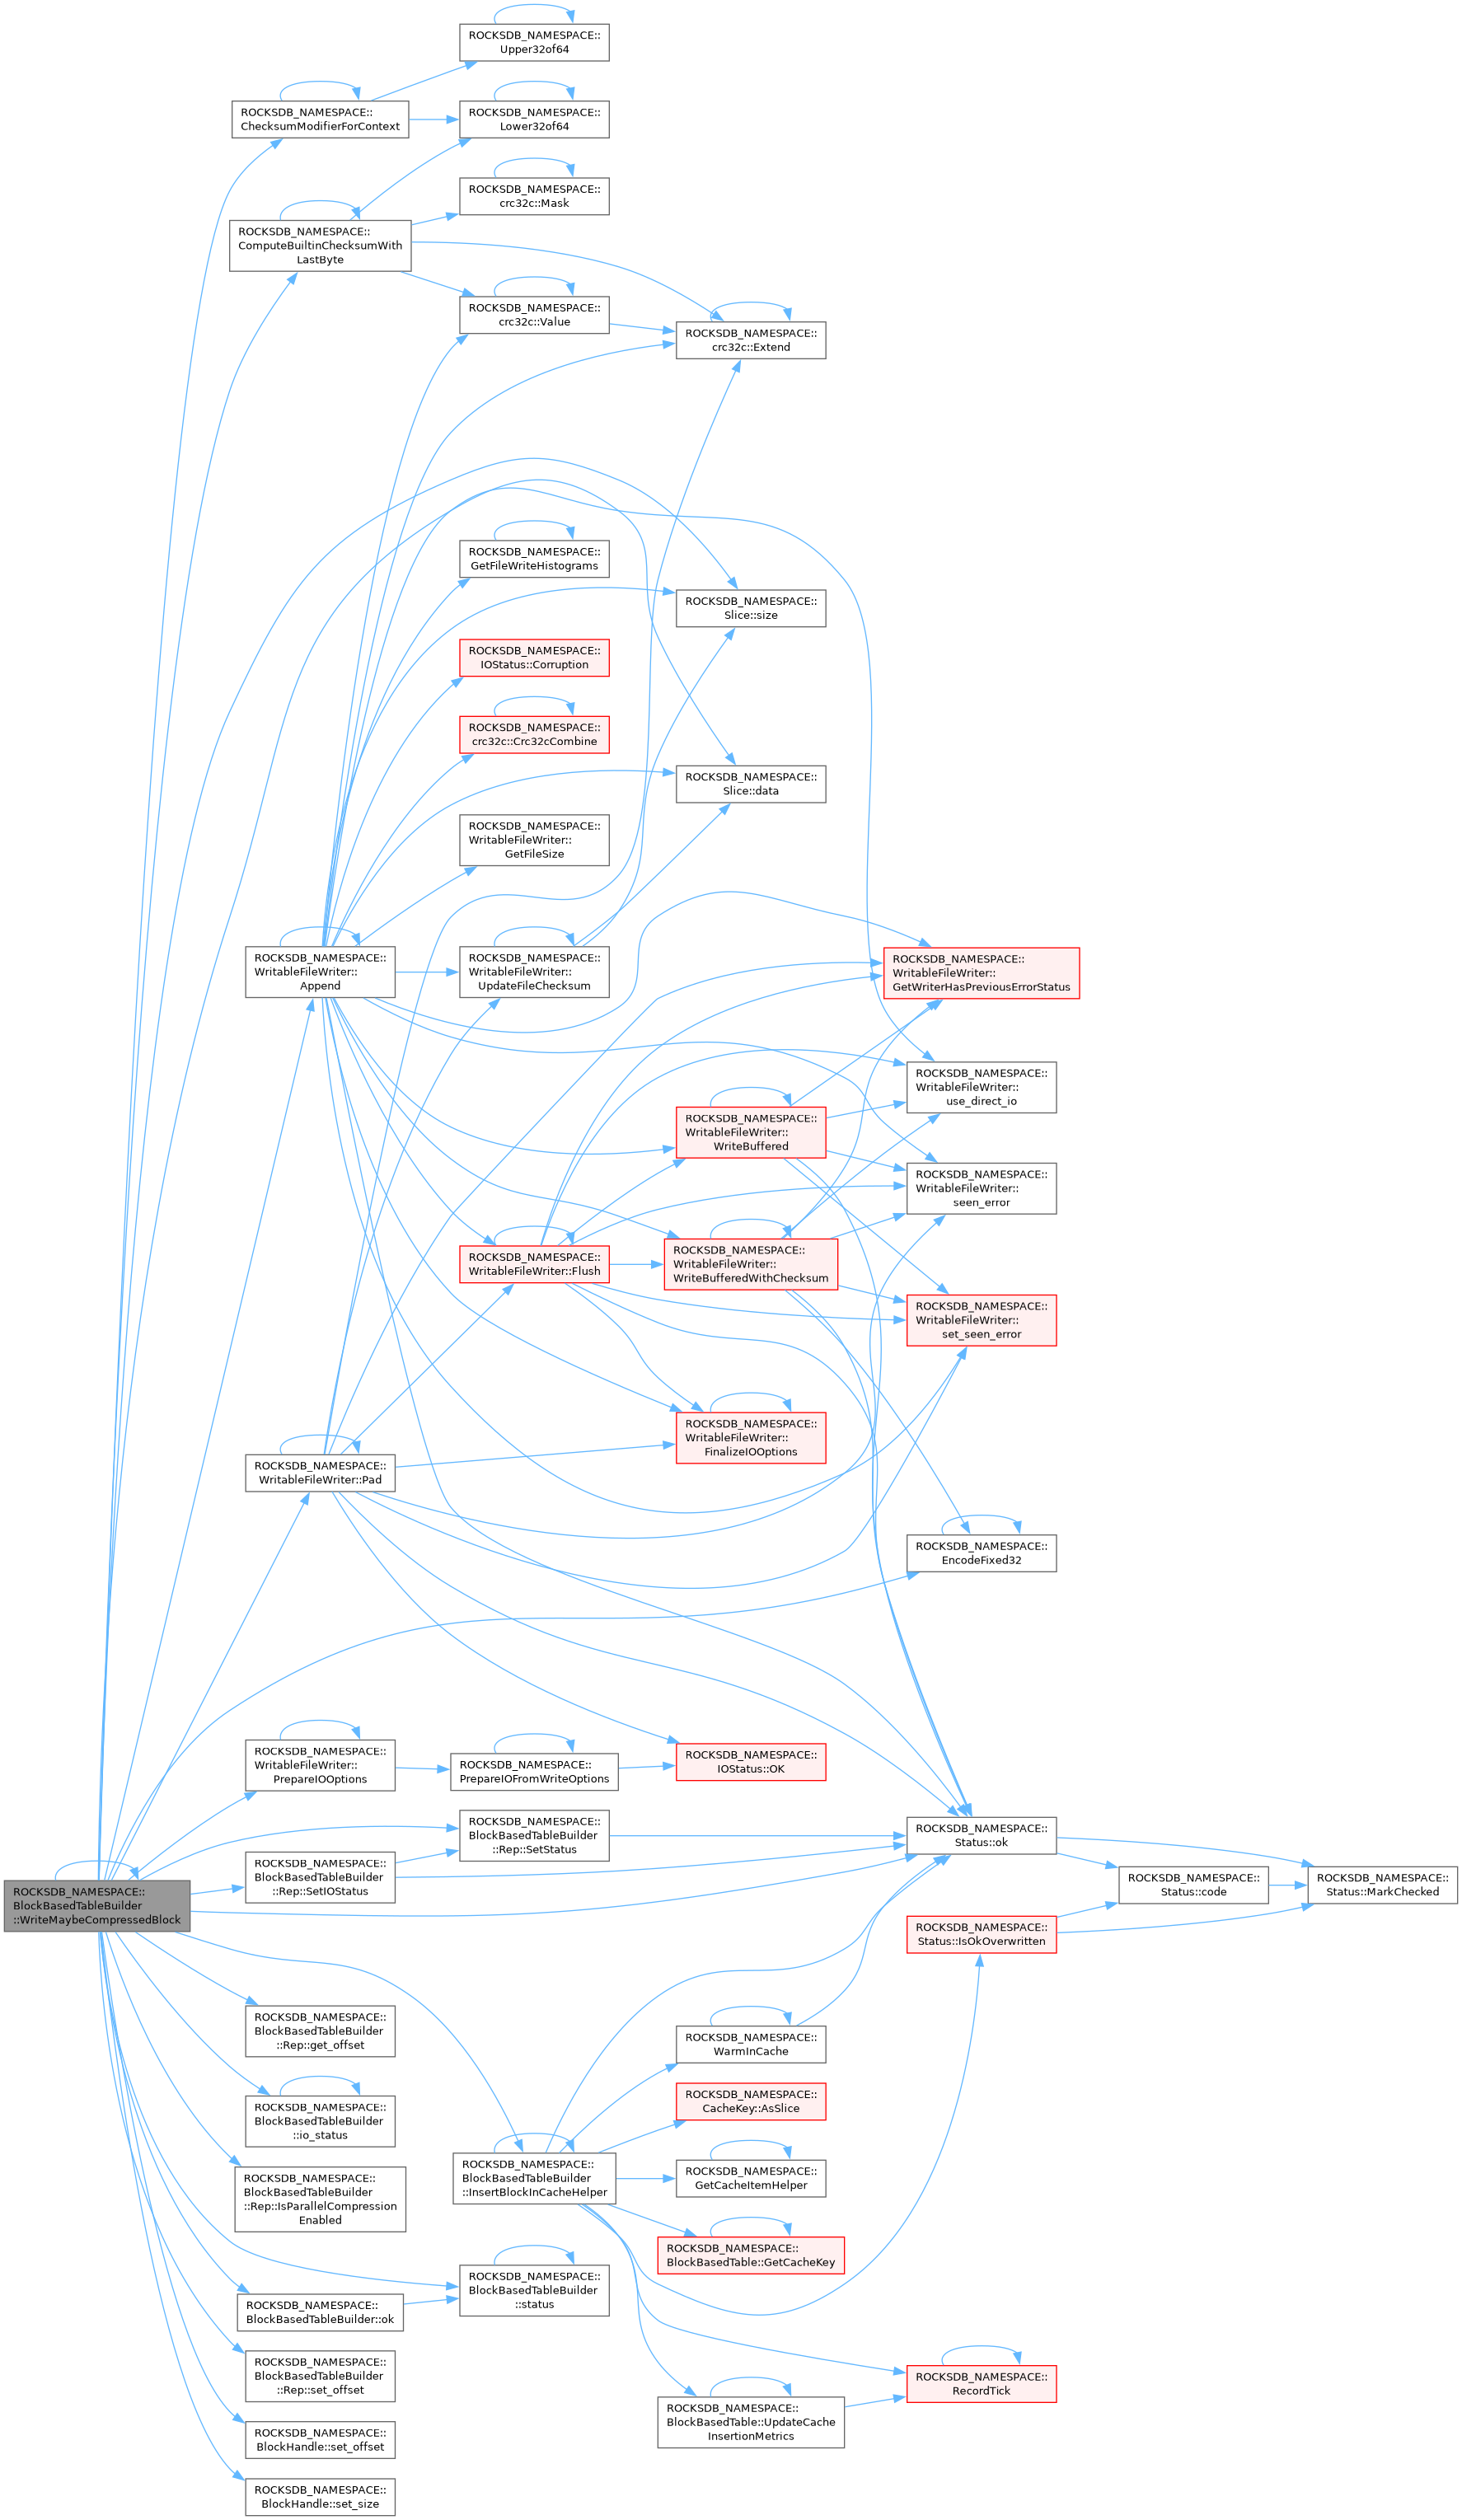 ROCKSDB_NAMESPACE::
Upper32of64
ROCKSDB_NAMESPACE::
ChecksumModifierForContext
ROCKSDB_NAMESPACE::
Lower32of64
ROCKSDB_NAMESPACE::
crc32c::Mask
ROCKSDB_NAMESPACE::
ComputeBuiltinChecksumWith
LastByte
ROCKSDB_NAMESPACE::
crc32c::Value
ROCKSDB_NAMESPACE::
crc32c::Extend
ROCKSDB_NAMESPACE::
GetFileWriteHistograms
ROCKSDB_NAMESPACE::
Slice::size
ROCKSDB_NAMESPACE::
IOStatus::Corruption
ROCKSDB_NAMESPACE::
crc32c::Crc32cCombine
ROCKSDB_NAMESPACE::
Slice::data
ROCKSDB_NAMESPACE::
WritableFileWriter::
GetFileSize
ROCKSDB_NAMESPACE::
WritableFileWriter::
Append
ROCKSDB_NAMESPACE::
WritableFileWriter::
UpdateFileChecksum
ROCKSDB_NAMESPACE::
WritableFileWriter::
GetWriterHasPreviousErrorStatus
ROCKSDB_NAMESPACE::
WritableFileWriter::
use_direct_io
ROCKSDB_NAMESPACE::
WritableFileWriter::
WriteBuffered
ROCKSDB_NAMESPACE::
WritableFileWriter::
seen_error
ROCKSDB_NAMESPACE::
WritableFileWriter::Flush
ROCKSDB_NAMESPACE::
WritableFileWriter::
WriteBufferedWithChecksum
ROCKSDB_NAMESPACE::
WritableFileWriter::
set_seen_error
ROCKSDB_NAMESPACE::
WritableFileWriter::
FinalizeIOOptions
ROCKSDB_NAMESPACE::
WritableFileWriter::Pad
ROCKSDB_NAMESPACE::
EncodeFixed32
ROCKSDB_NAMESPACE::
WritableFileWriter::
PrepareIOOptions
ROCKSDB_NAMESPACE::
PrepareIOFromWriteOptions
ROCKSDB_NAMESPACE::
IOStatus::OK
ROCKSDB_NAMESPACE::
BlockBasedTableBuilder
::Rep::SetStatus
ROCKSDB_NAMESPACE::
Status::ok
ROCKSDB_NAMESPACE::
BlockBasedTableBuilder
::Rep::SetIOStatus
ROCKSDB_NAMESPACE::
BlockBasedTableBuilder
::WriteMaybeCompressedBlock
ROCKSDB_NAMESPACE::
Status::code
ROCKSDB_NAMESPACE::
Status::MarkChecked
ROCKSDB_NAMESPACE::
Status::IsOkOverwritten
ROCKSDB_NAMESPACE::
BlockBasedTableBuilder
::Rep::get_offset
ROCKSDB_NAMESPACE::
WarmInCache
ROCKSDB_NAMESPACE::
BlockBasedTableBuilder
::io_status
ROCKSDB_NAMESPACE::
CacheKey::AsSlice
ROCKSDB_NAMESPACE::
BlockBasedTableBuilder
::InsertBlockInCacheHelper
ROCKSDB_NAMESPACE::
GetCacheItemHelper
ROCKSDB_NAMESPACE::
BlockBasedTableBuilder
::Rep::IsParallelCompression
Enabled
ROCKSDB_NAMESPACE::
BlockBasedTable::GetCacheKey
ROCKSDB_NAMESPACE::
BlockBasedTableBuilder
::status
ROCKSDB_NAMESPACE::
BlockBasedTableBuilder::ok
ROCKSDB_NAMESPACE::
BlockBasedTableBuilder
::Rep::set_offset
ROCKSDB_NAMESPACE::
RecordTick
ROCKSDB_NAMESPACE::
BlockBasedTable::UpdateCache
InsertionMetrics
ROCKSDB_NAMESPACE::
BlockHandle::set_offset
ROCKSDB_NAMESPACE::
BlockHandle::set_size